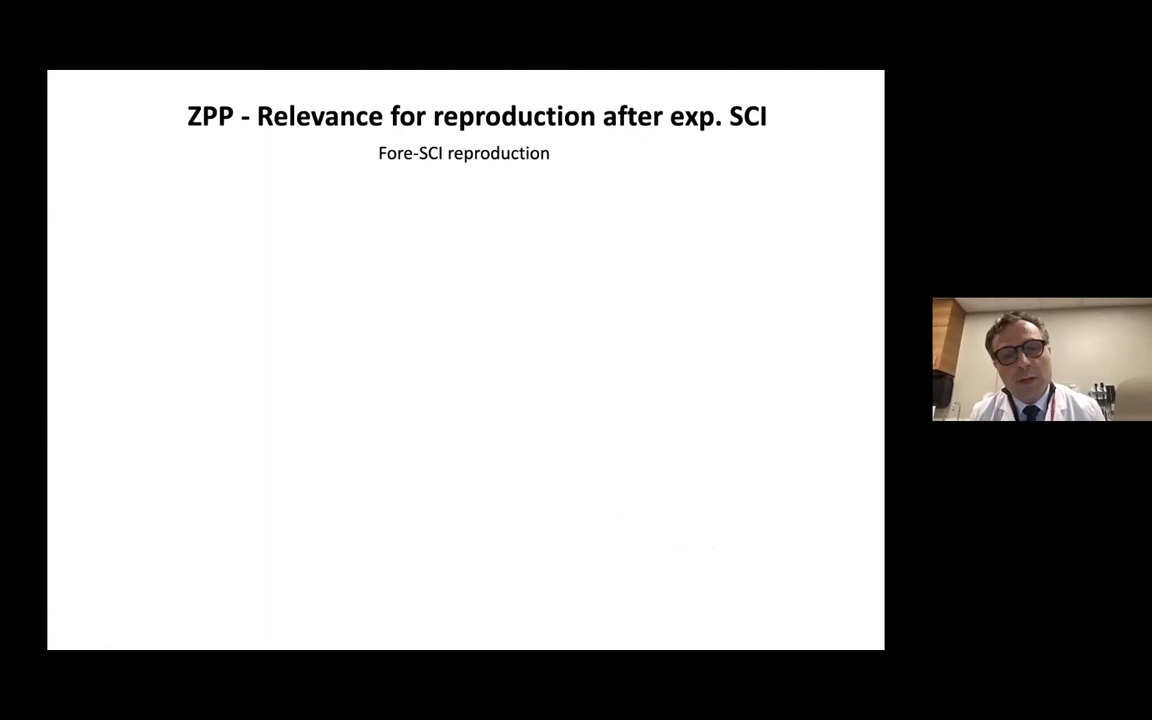 ZPP - Relevance for reproduction after exp. SCI
Fore-SCI reproduction